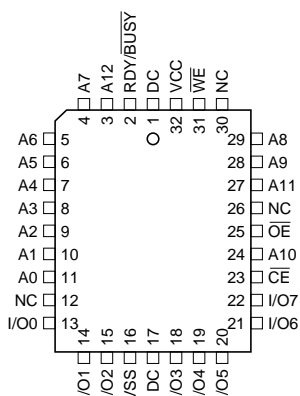 A7 A12 RDY/BUSY DC VCC WE NC
4 3 2 1 32 31 30
A6 5 29 A8
A5 6 28 A9
A4 7 27 A11
A3 8 26 NC
A2 9 25 OE
A1 10 24 A10
A0 11 23 CE
NC 12 22 I/O7
I/O0 13 21 I/O6
14 15 16 17 18 19 20
/O1 /O2 /SS DC /O3 /O4 /O5